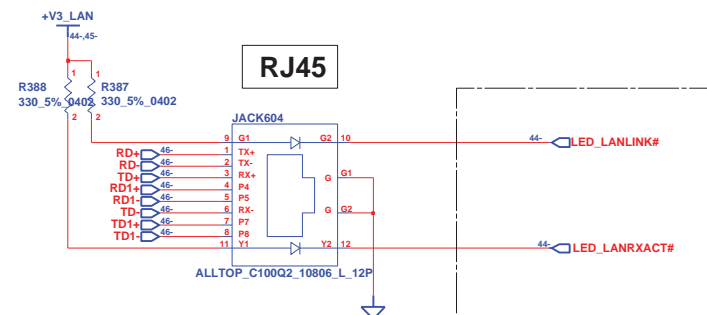 +V3_LAN
44-,45-
RJ45
1
1
R388
R387
330_5%_0402
330_5%_0402
2
2
JACK604
9
G1
G2
10
44-
LED_LANLINK#
RD+
46-
1
TX+
RD-
46-
2
TX-
TD+
46-
3
RX+
G
G1
RD1+
46-
4
P4
RD1-
46-
5
P5
TD-
46-
6
RX-
G
G2
TD1+
46-
7
P7
TD1-
46-
8
P8
11
Y1
Y2
12
44-
LED_LANRXACT#
ALLTOP_C100Q2_10806_L_12P